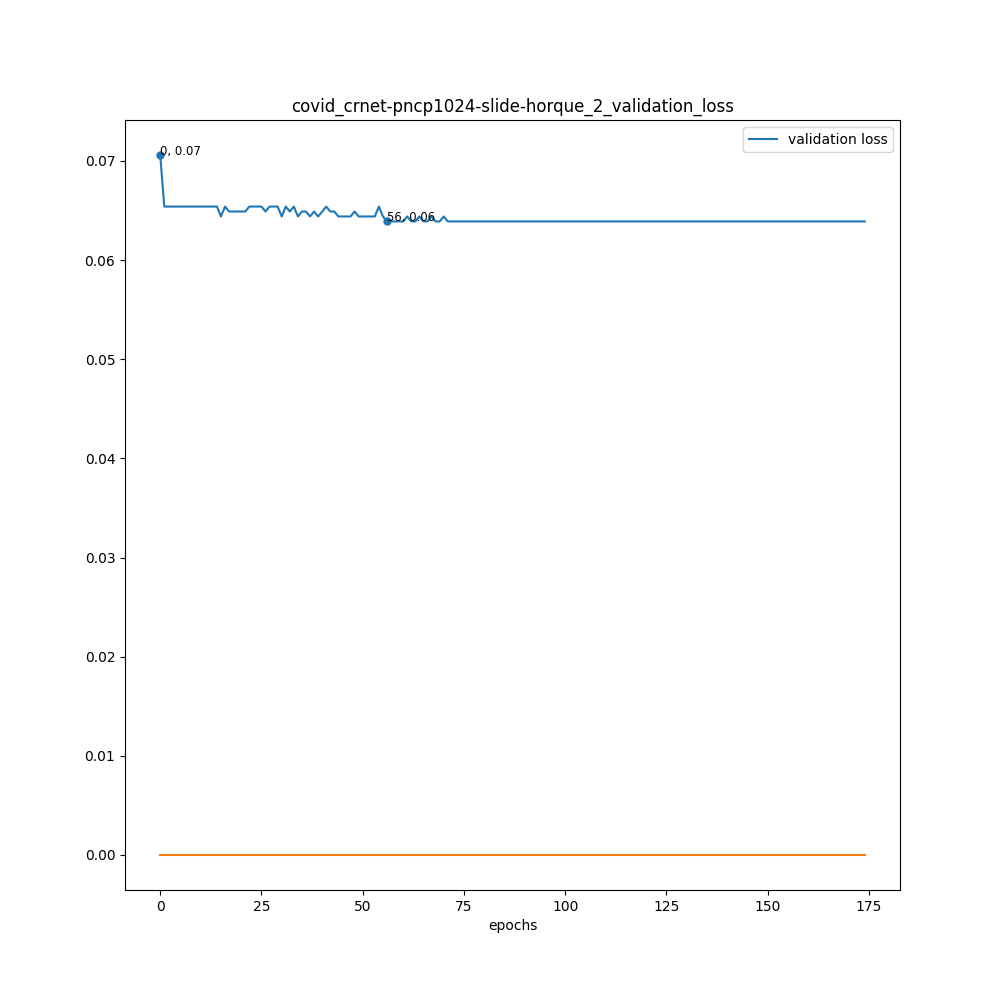 covid_crnet-pncp1024-slide-horque_2_validation_loss
validation loss
0, 0.07
56, 0.06
0.07
0.06
0.05
0.04
0.03
0.02
0.01
0.00
0 25 50 75 100 125 150 175
epochs